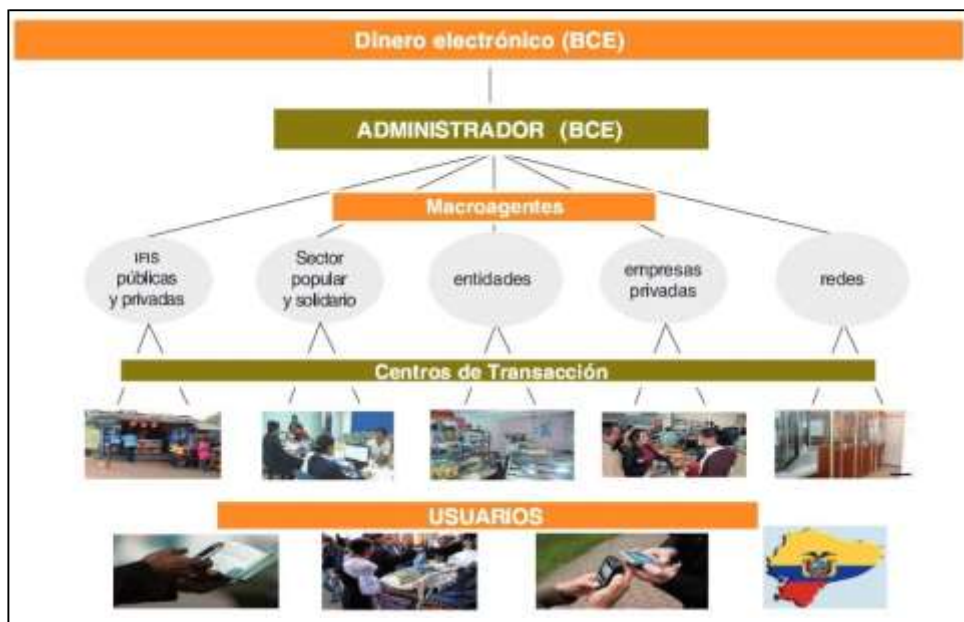 Dinero electrónico (BCE)
ADMINISTRADOR (BCE)
Macroagentes
IFIS
públicas
y privadas
Sector
popular
y solidario
entidades
empresas
privadas
redes
Centros de Transacción
USUARIOS